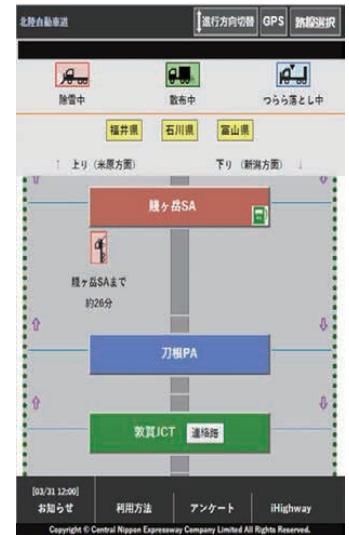 北陸自動車道
進行方向切替 GPS 路線選択
除雪中 散布中 つらら落とし中
福井県 石川県 富山県
↑ 上り (米原方面) 下り (新潟方面) ↓
賤ヶ岳SA
賤ヶ岳SAまで
約26分
刀根PA
敦賀JCT 連絡路
[03/31 12:00]
お知らせ 利用方法 アンケート iHighway
Copyright © Central Nippon Expressway Company Limited All Rights Reserved.